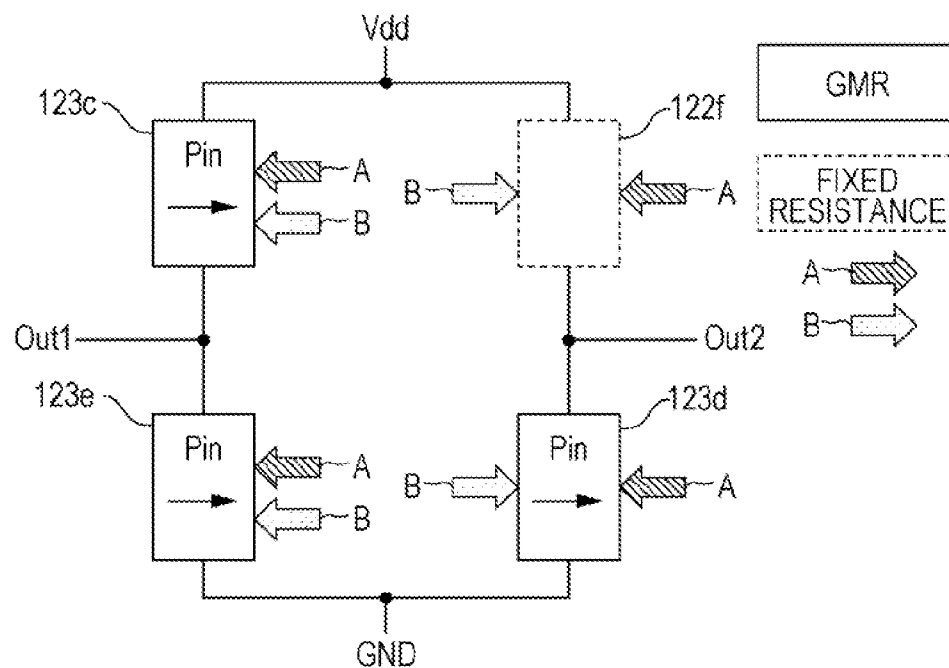 Vdd
123c
122f
GMR
Pin
A
B
B
A
FIXED
RESISTANCE
A
B
Out1
Out2
123e
123d
Pin
A
B
B
Pin
A
GND